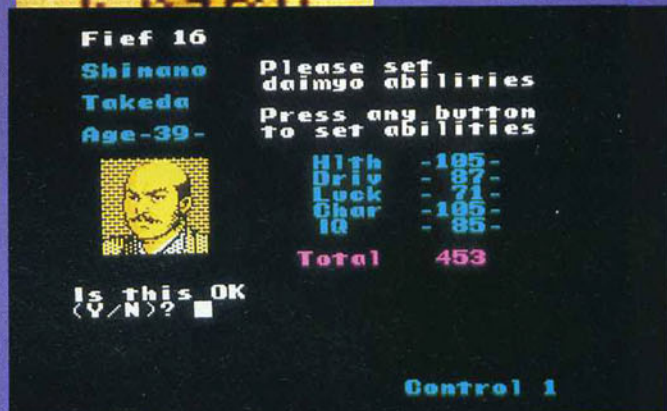 Fief 16
Shinano
Takeda
Age-39-
Please set
daimyo abilities
Press any button
to set abilities
Hlth -105-
Driv - 87-
Luck - 71-
Char -105-
IQ - 85-
Total 453
Is this OK
(Y/N)?
Control 1